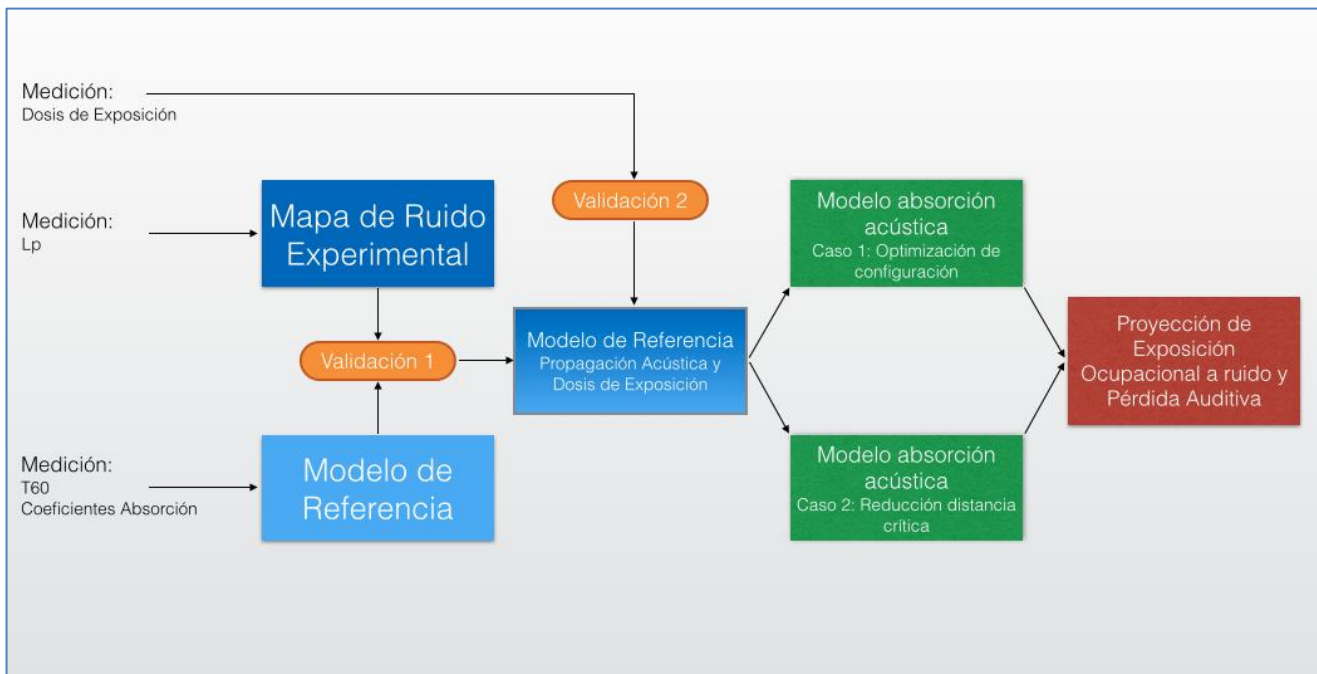 Medición:
Dosis de Exposición
Medición:
Lp
Medición:
T60
Coeficientes Absorción
Mapa de Ruido
Experimental
Validación 1
Modelo de
Referencia
Validación 2
Modelo de Referencia
Propagación Acústica y
Dosis de Exposición
Modelo absorción
acústica
Caso 1: Optimización de
configuración
Modelo absorción
acústica
Caso 2: Reducción distancia
crítica
Proyección de
Exposición
Ocupacional a ruido y
Pérdida Auditiva